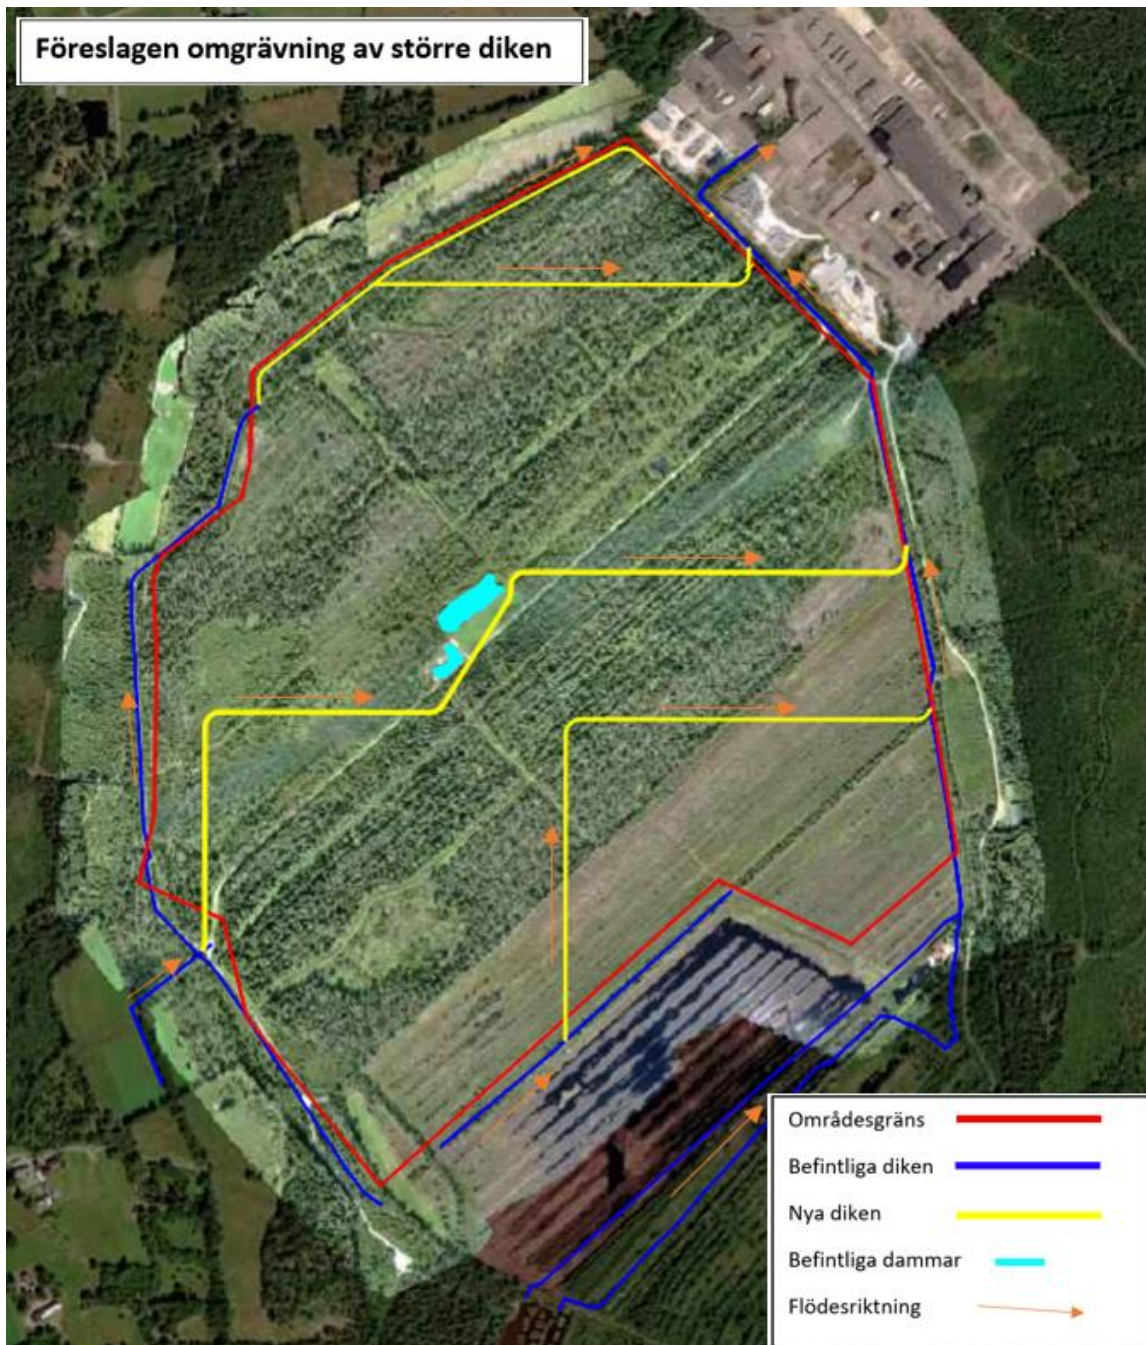 Föreslagen omgrävning av större diken
Områdesgräns
Befintliga diken
Nya diken
Befintliga dammar
Flödesriktning